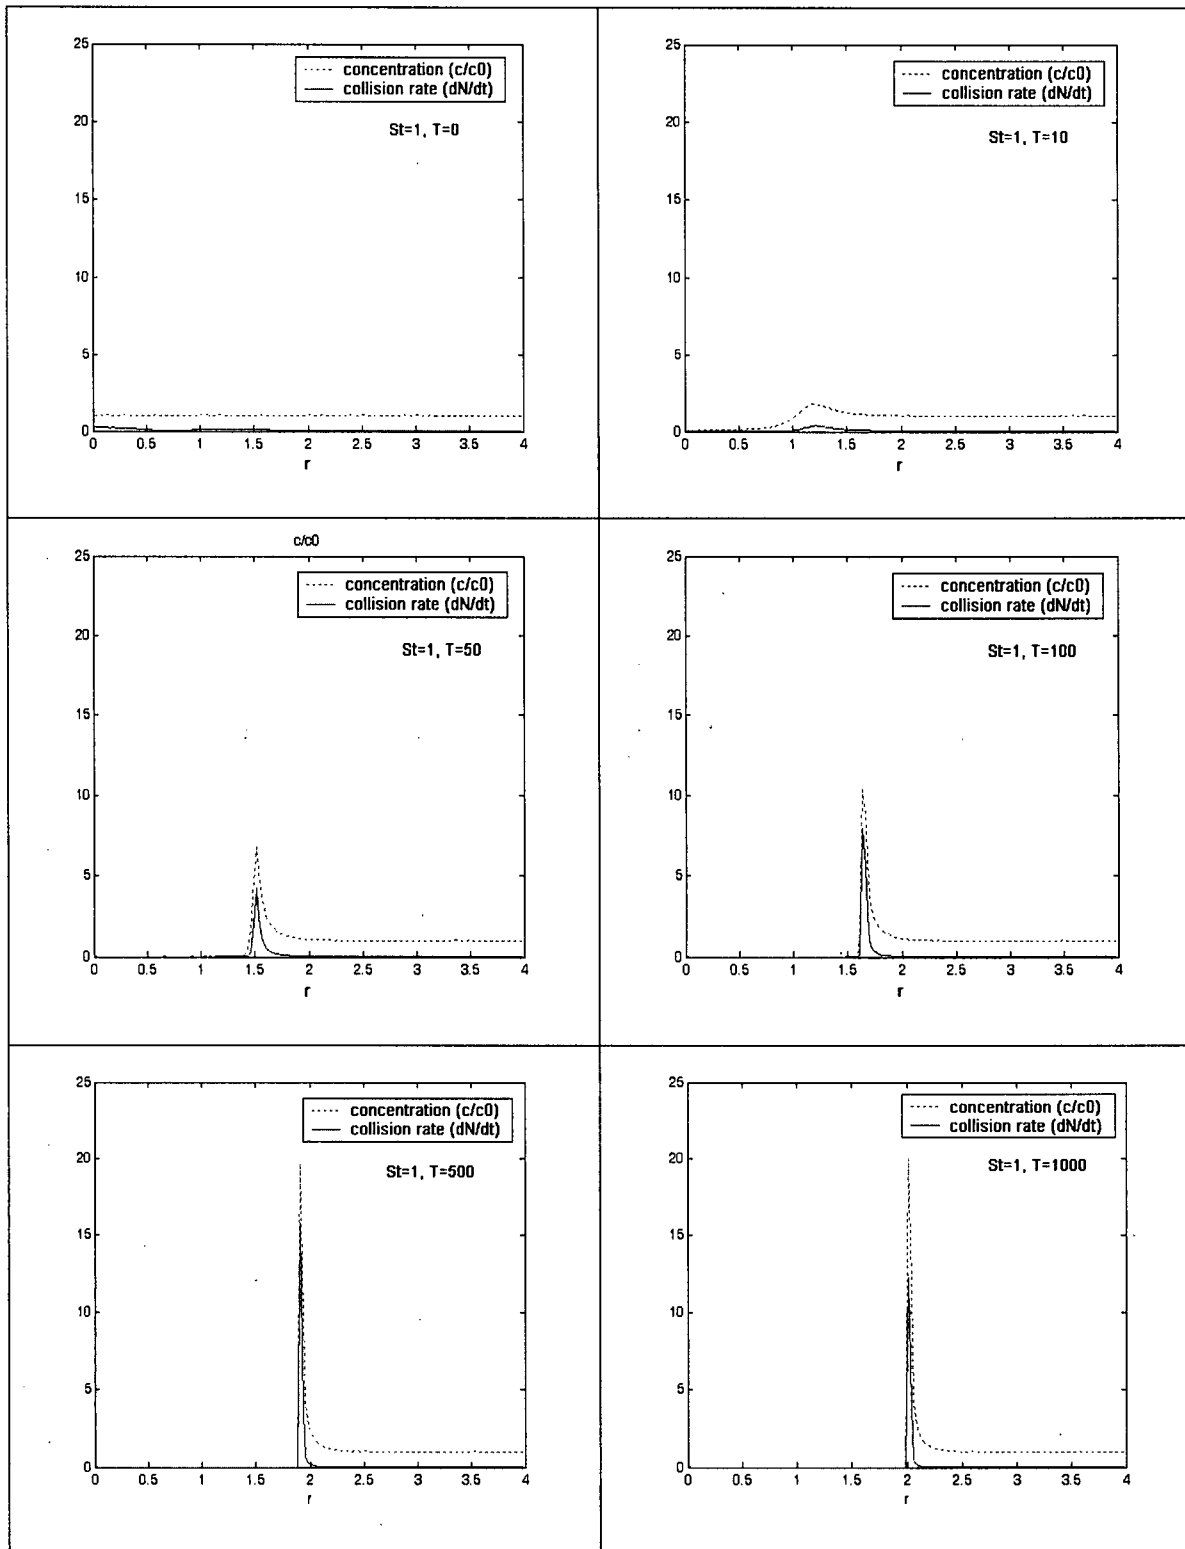 25
20
15
10
5
0
concentration (c/c0)
collision rate (dN/dt)
St=1, T=0
0 0.5 1 1.5 2 2.5 3 3.5 4
r
25
20
15
10
5
0
concentration (c/c0)
collision rate (dN/dt)
St=1, T=10
0 0.5 1 1.5 2 2.5 3 3.5 4
r
c/c0
25
20
15
10
5
0
concentration (c/c0)
collision rate (dN/dt)
St=1, T=50
0 0.5 1 1.5 2 2.5 3 3.5 4
r
25
20
15
10
5
0
concentration (c/c0)
collision rate (dN/dt)
St=1, T=100
0 0.5 1 1.5 2 2.5 3 3.5 4
r
25
20
15
10
5
0
concentration (c/c0)
collision rate (dN/dt)
St=1, T=500
0 0.5 1 1.5 2 2.5 3 3.5 4
r
25
20
15
10
5
0
concentration (c/c0)
collision rate (dN/dt)
St=1, T=1000
0 0.5 1 1.5 2 2.5 3 3.5 4
r